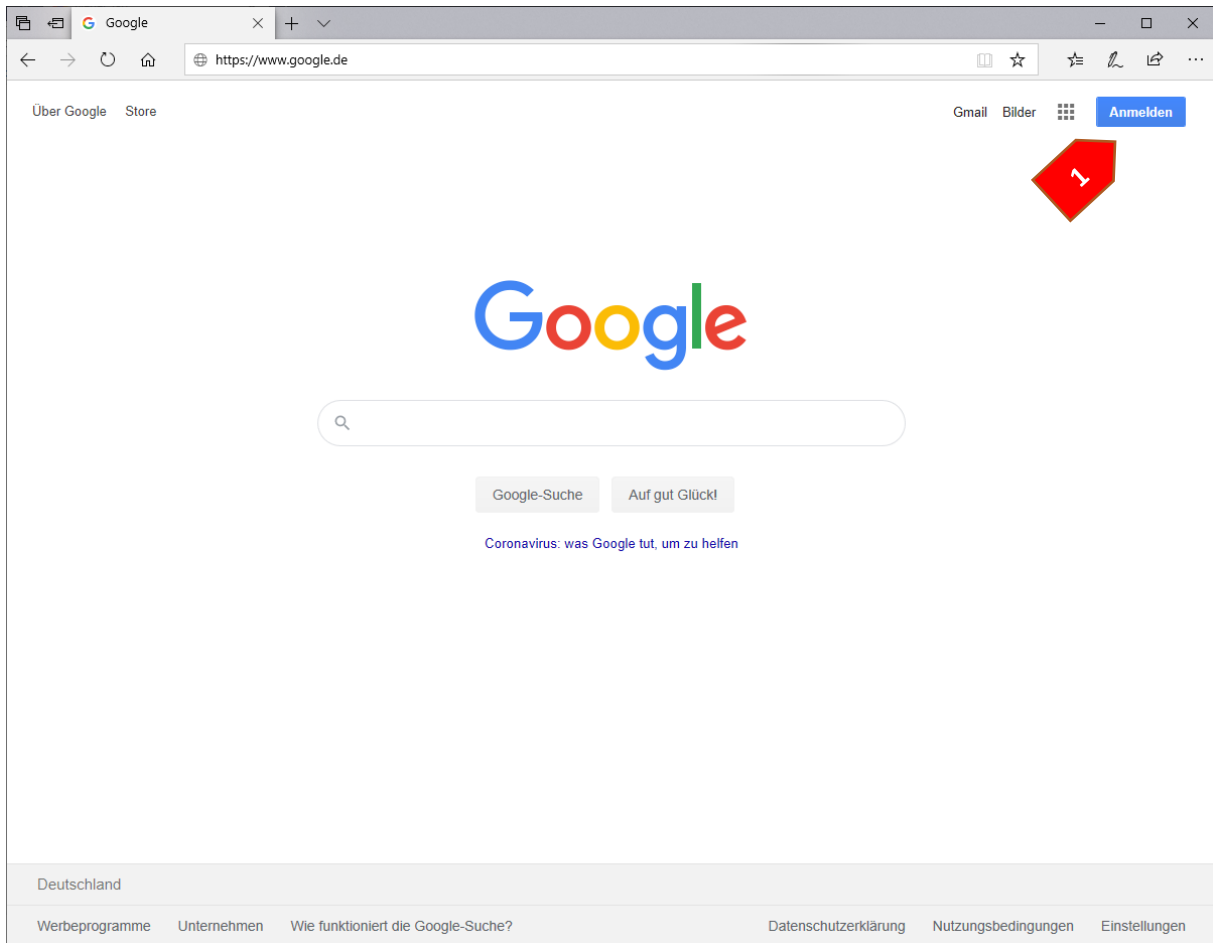 Google
https://www.google.de
Über Google Store
Gmail Bilder Anmelden
1
Google
Google-Suche Auf gut Glück!
Coronavirus: was Google tut, um zu helfen
Deutschland
Werbeprogramme Unternehmen Wie funktioniert die Google-Suche? Datenschutzerklärung Nutzungsbedingungen Einstellungen